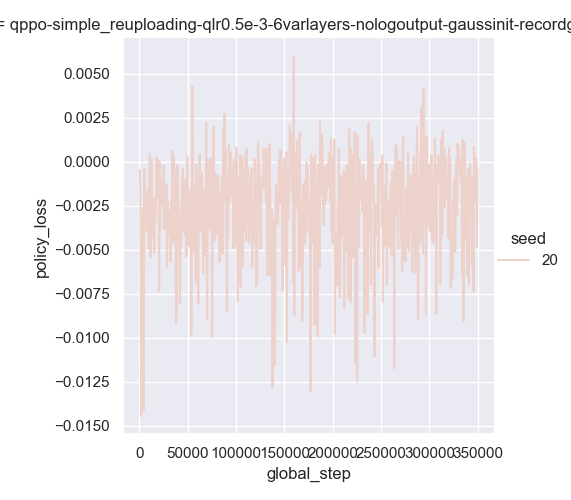 = qppo-simple_reuploading-qlr0.5e-3-6varlayers-nologoutput-gaussinit-recordg
0.0050
0.0025
0.0000
−0.0025
−0.0050
−0.0075
−0.0100
−0.0125
−0.0150
policy_loss
0 50000 100000 150000 200000 250000 300000 350000
global_step
seed
20